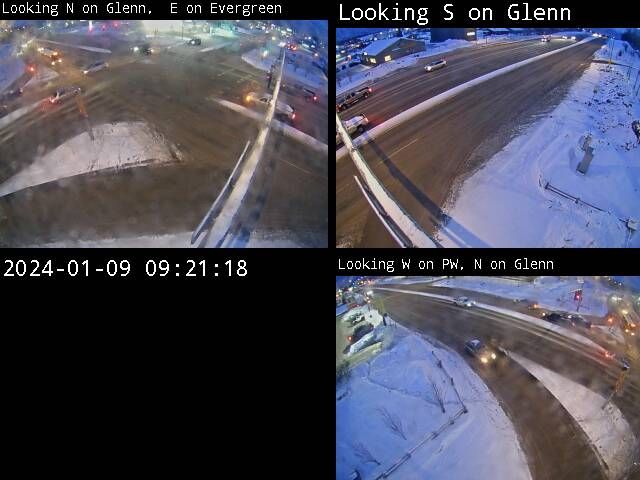 Looking N on Glenn,  E on Evergreen
Looking S on Glenn
2024-01-09 09:21:18
Looking W on PW, N on Glenn